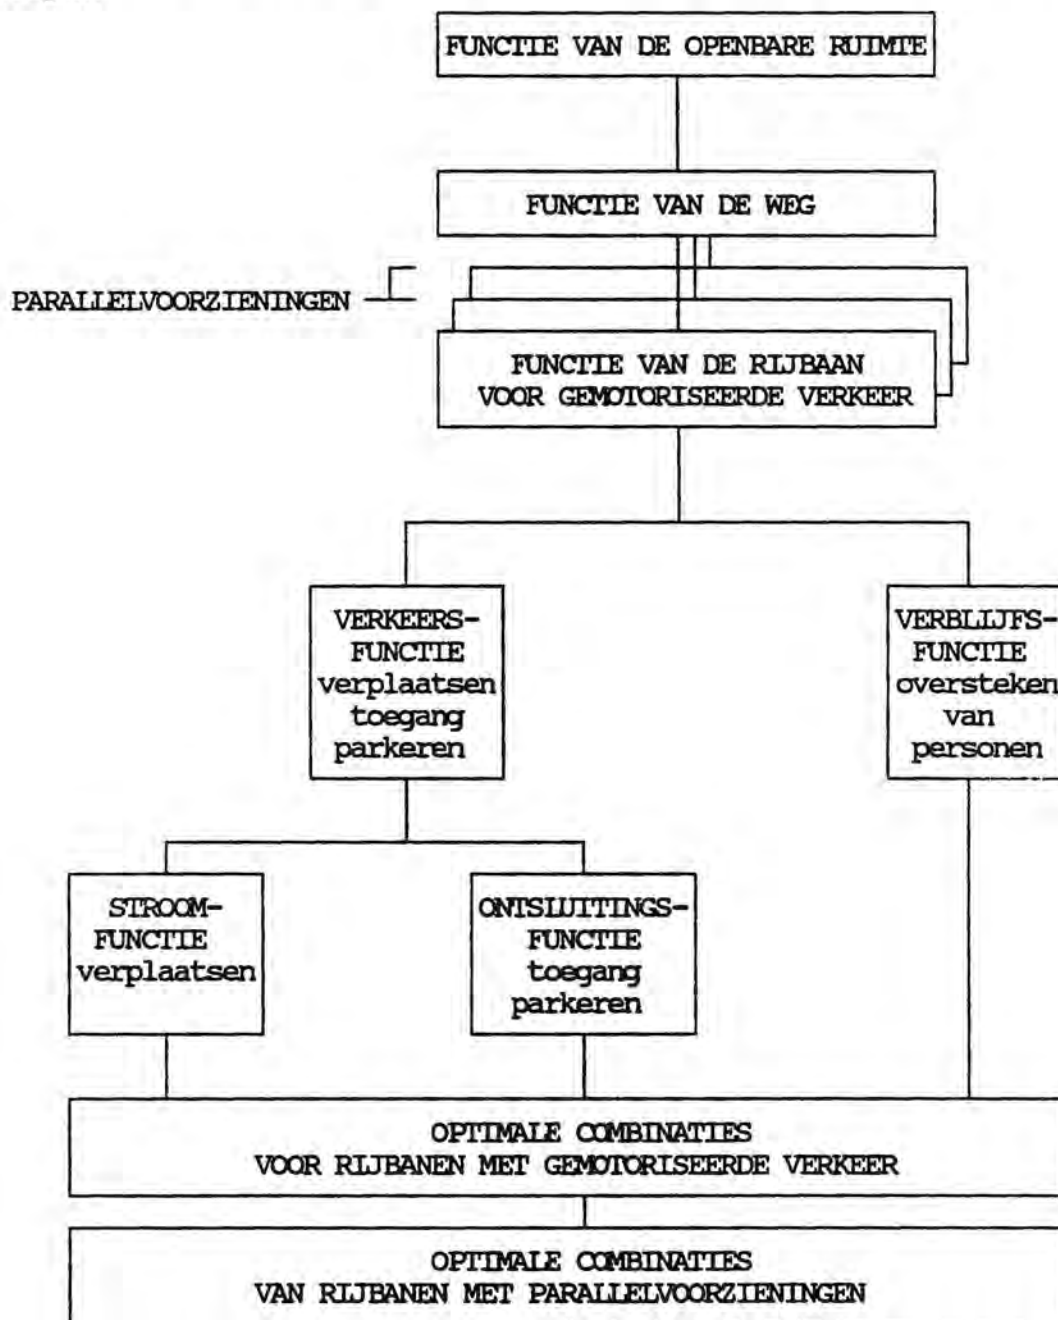 FUNCTIE VAN DE OPENBARE RUIMTE
FUNCTIE VAN DE WEG
PARALLELVOORZIENINGEN
FUNCTIE VAN DE RIJBAAN
VOOR GEMOTORISEERDE VERKEER
VERKEERS-
FUNCTIE
verplaatsen
toegang
parkeren
VERBLIJFS-
FUNCTIE
oversteken
van
personen
STROOM-
FUNCTIE
verplaatsen
ONTSLUITINGS-
FUNCTIE
toegang
parkeren
OPTIMALE COMBINATIES
VOOR RIJBANEN MET GEMOTORISEERDE VERKEER
OPTIMALE COMBINATIES
VAN RIJBANEN MET PARALLELVOORZIENINGEN